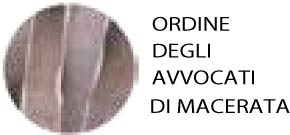 ORDINE
DEGLI
AVVOCATI
DI MACERATA